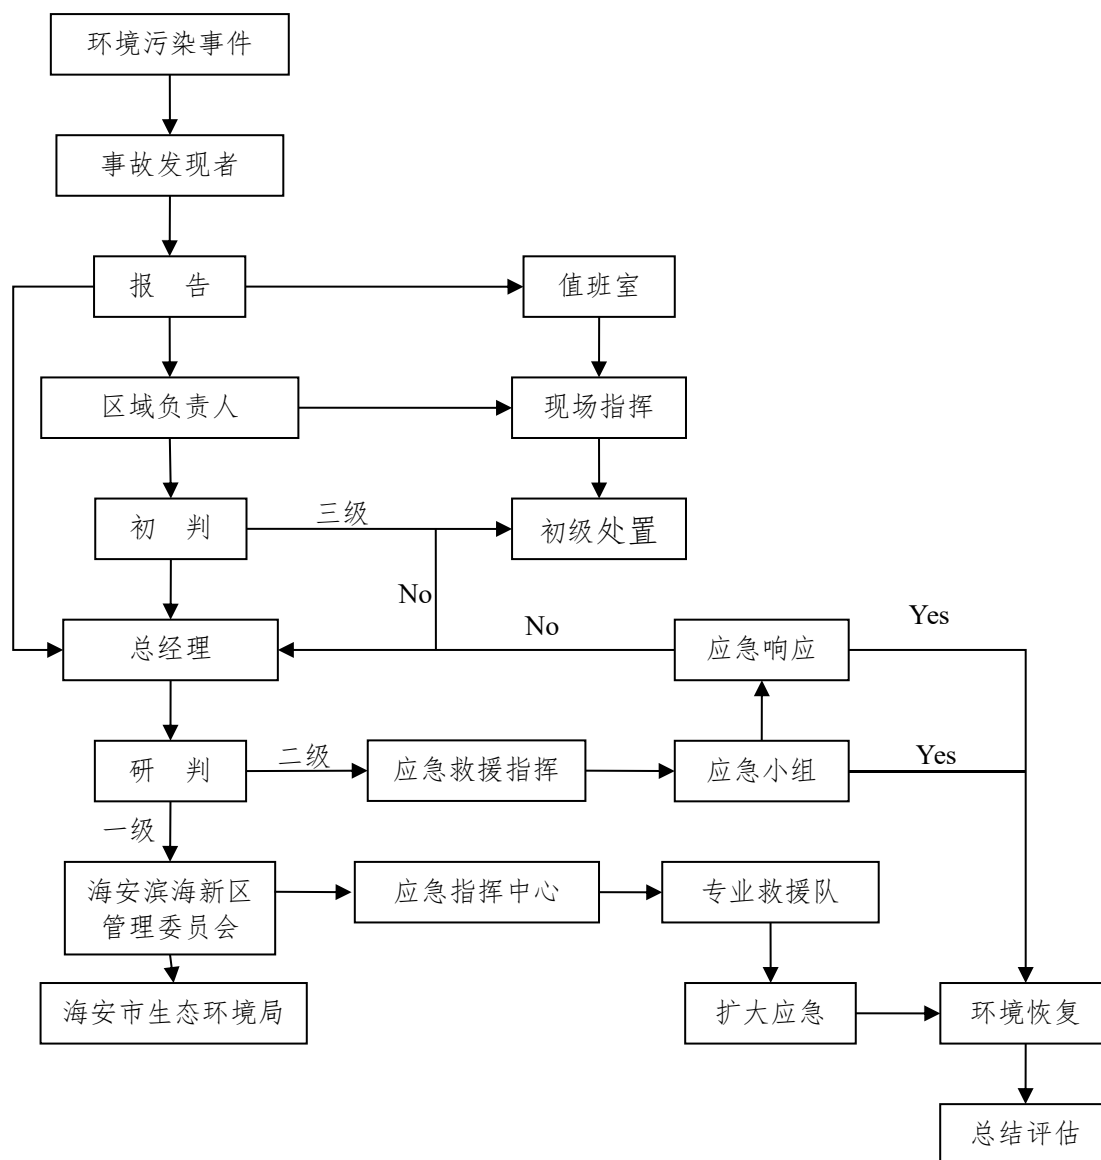 环境污染事件
事故发现者
报 告
值班室
区域负责人
现场指挥
初 判
三级
初级处置
No
总经理
No
应急响应
Yes
研 判
二级
应急救援指挥
应急小组
Yes
一级
海安滨海新区
管理委员会
应急指挥中心
专业救援队
海安市生态环境局
扩大应急
环境恢复
总结评估